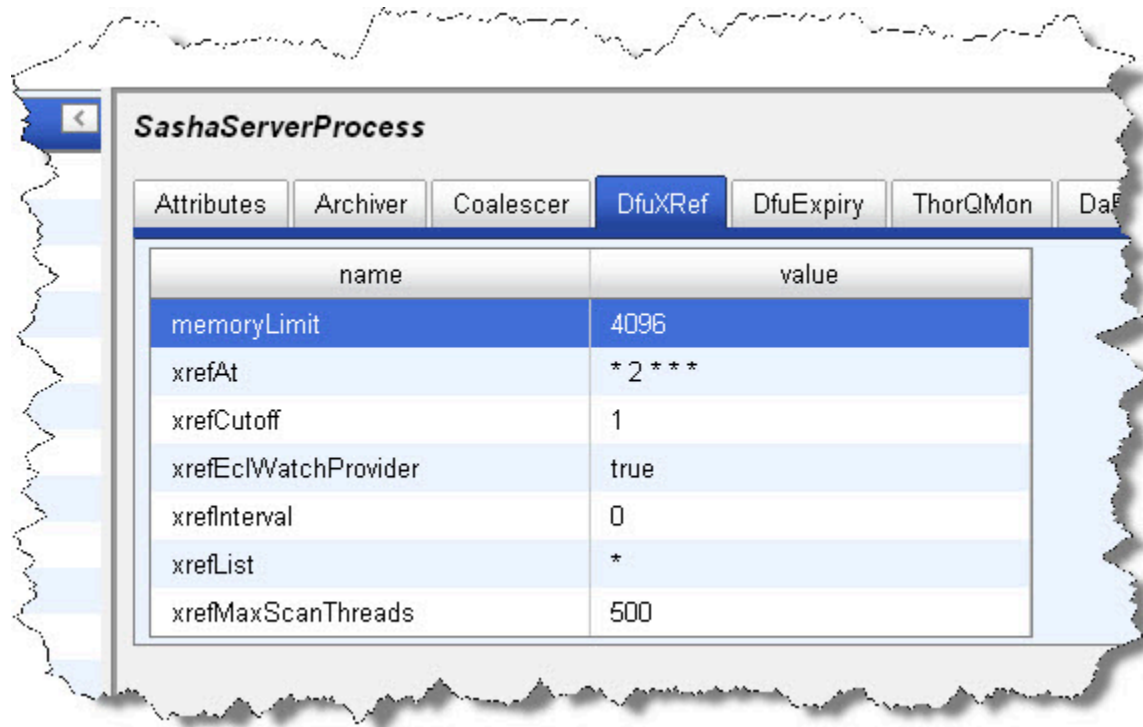 <
SashaServerProcess
Attributes Archiver Coalescer DfuXRef DfuExpiry ThorQMon
name value
memoryLimit 4096
xrefAt * 2 * * *
xrefCutoff 1
xrefEclWatchProvider true
xrefInterval 0
xrefList *
xrefMaxScanThreads 500